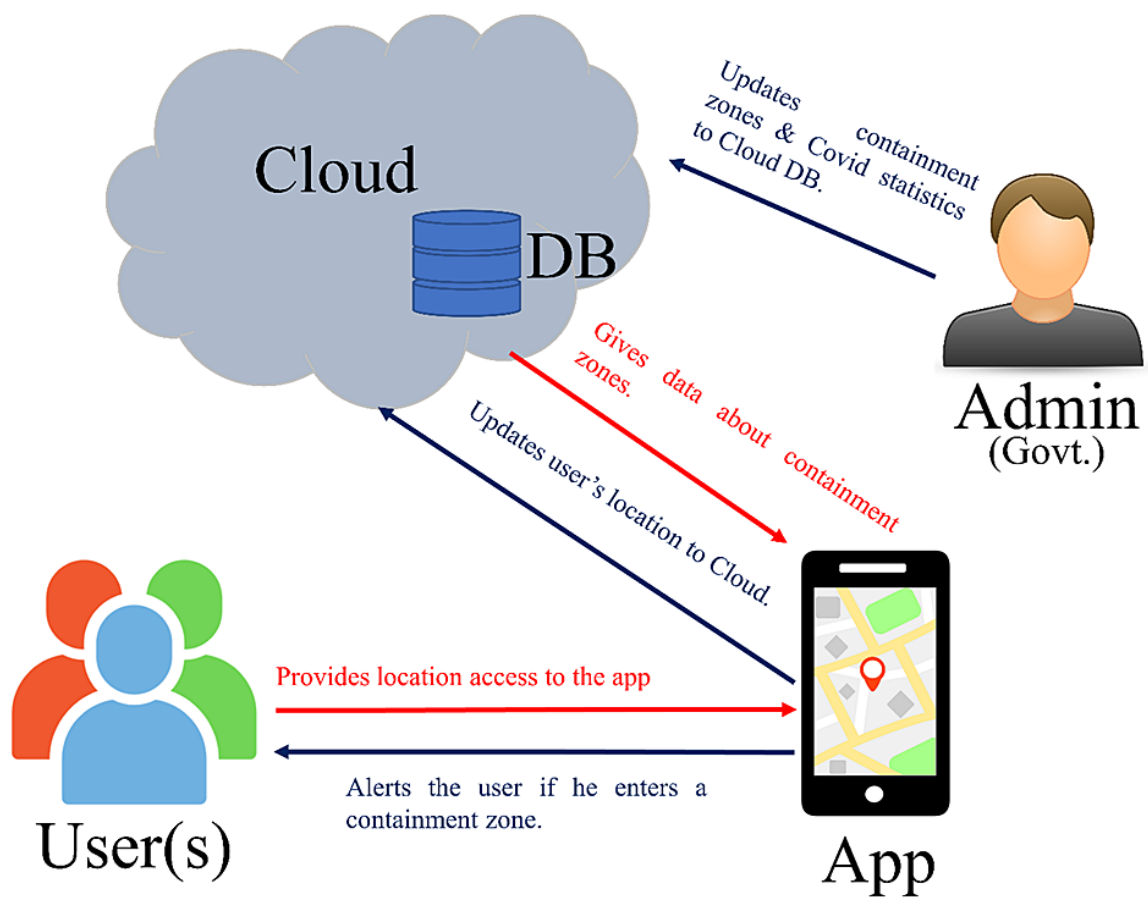 Updates containment
zones & Covid statistics
to Cloud DB.
Cloud
DB
Admin
(Govt.)
Gives data about containment
zones.
Updates user’s location to Cloud.
Provides location access to the app
Alerts the user if he enters a
containment zone.
User(s)
App